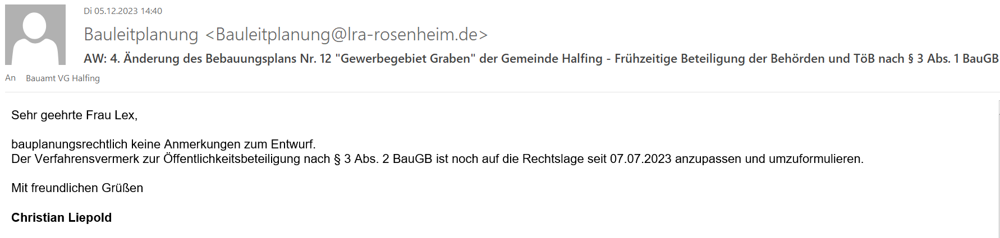 Di 05.12.2023 14:40
Bauleitplanung <Bauleitplanung@lra-rosenheim.de>
AW: 4. Änderung des Bebauungsplans Nr. 12 "Gewerbegebiet Graben" der Gemeinde Halfing - Frühzeitige Beteiligung der Behörden und TöB nach § 3 Abs. 1 BauGB
An Bauamt VG Halfing
Sehr geehrte Frau Lex,
bauplanungsrechtlich keine Anmerkungen zum Entwurf.
Der Verfahrensvermerk zur Öffentlichkeitsbeteiligung nach § 3 Abs. 2 BauGB ist noch auf die Rechtslage seit 07.07.2023 anzupassen und umzuformulieren.
Mit freundlichen Grüßen
Christian Liepold